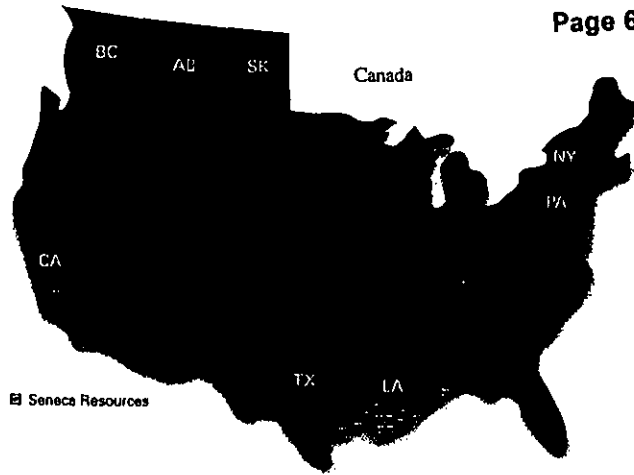 Page 6
BC
AB
SK
Canada
NY
PA
CA
TX
LA
Seneca Resources